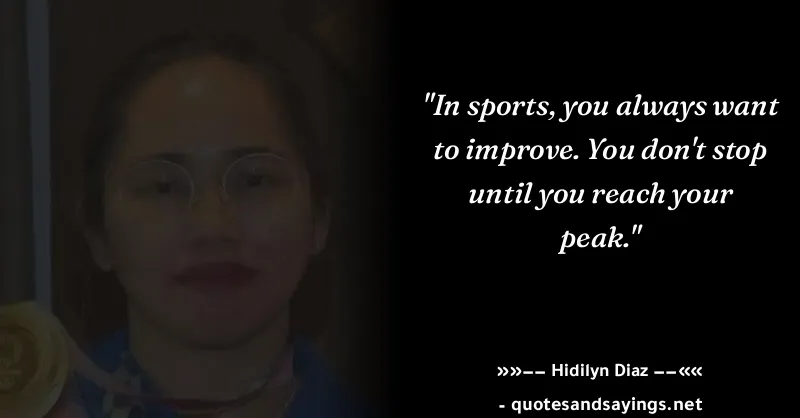 "In sports, you always want
to improve. You don't stop
until you reach your
peak."
»»−− Hidilyn Diaz −−««
- quotesandsayings.net